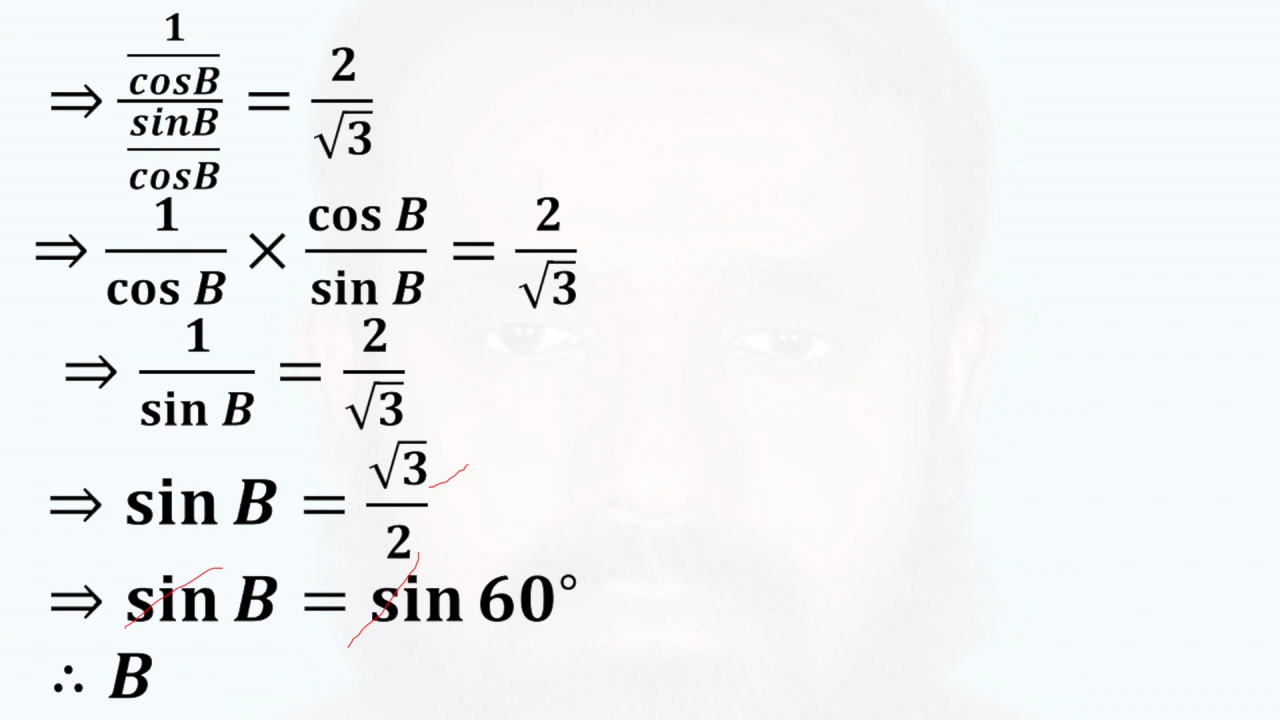 ⇒ (1/cosB)/(sinB/cosB) = 2/√3
⇒ 1/cos B × cos B/sin B = 2/√3
⇒ 1/sin B = 2/√3
⇒ sin B = √3/2
⇒ sin B = sin 60°
∴ B